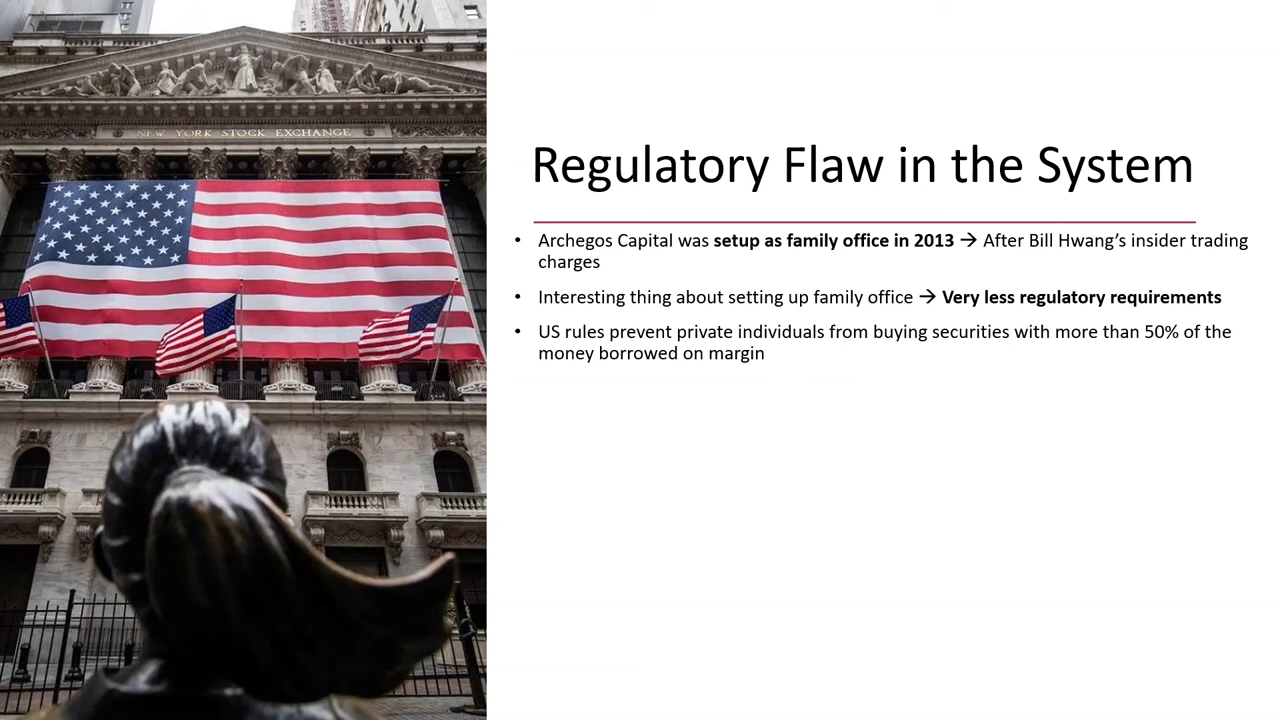 NEW YORK STOCK EXCHANGE
Regulatory Flaw in the System
• Archegos Capital was setup as family office in 2013 → After Bill Hwang’s insider trading
charges
• Interesting thing about setting up family office → Very less regulatory requirements
• US rules prevent private individuals from buying securities with more than 50% of the
money borrowed on margin